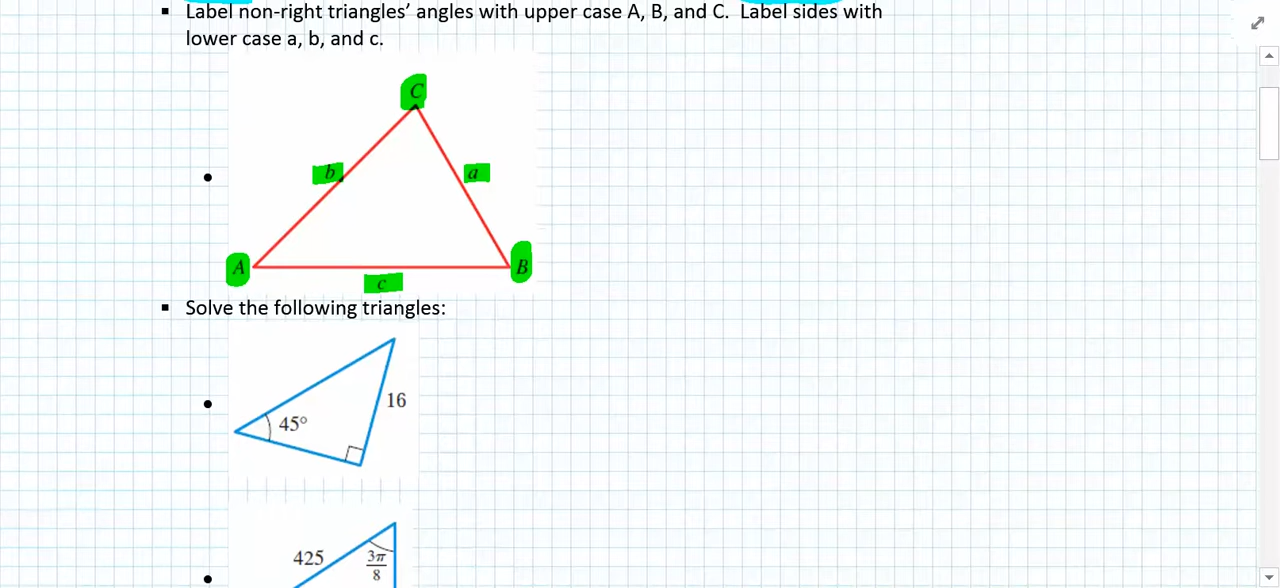 Label non-right triangles’ angles with upper case A, B, and C. Label sides with
lower case a, b, and c.
C
b
a
A
B
c
Solve the following triangles:
16
45°
425
3π
8